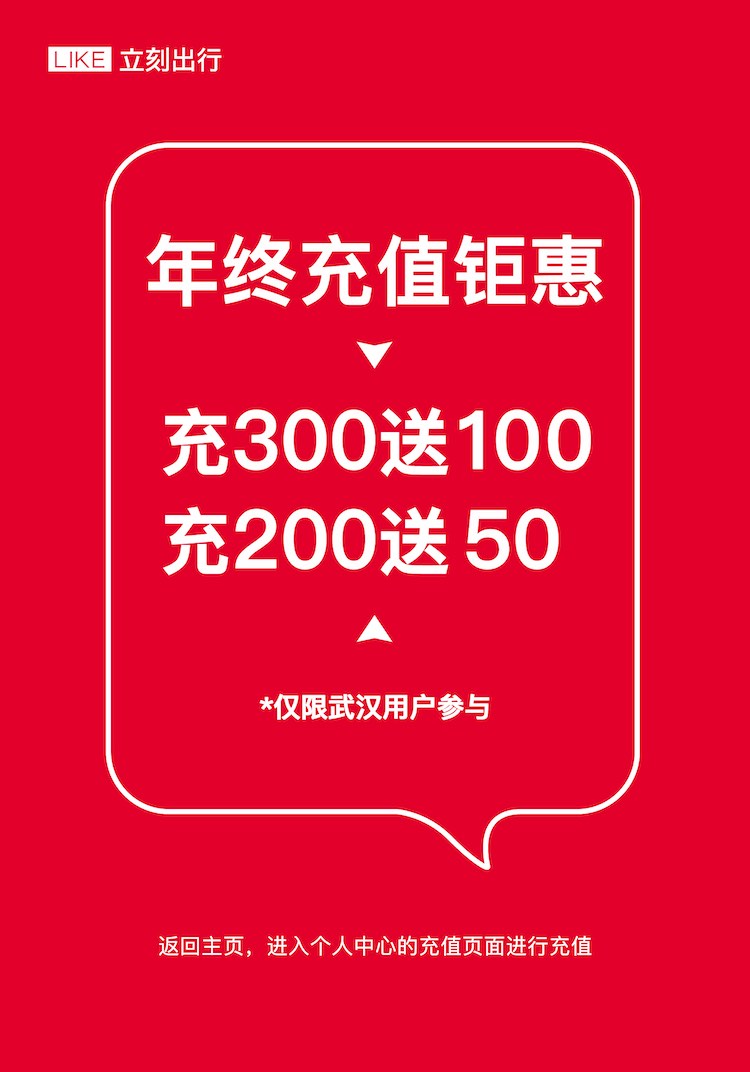 LIKE 立刻出行
年终充值钜惠
充300送100
充200送50
*仅限武汉用户参与
返回主页，进入个人中心的充值页面进行充值